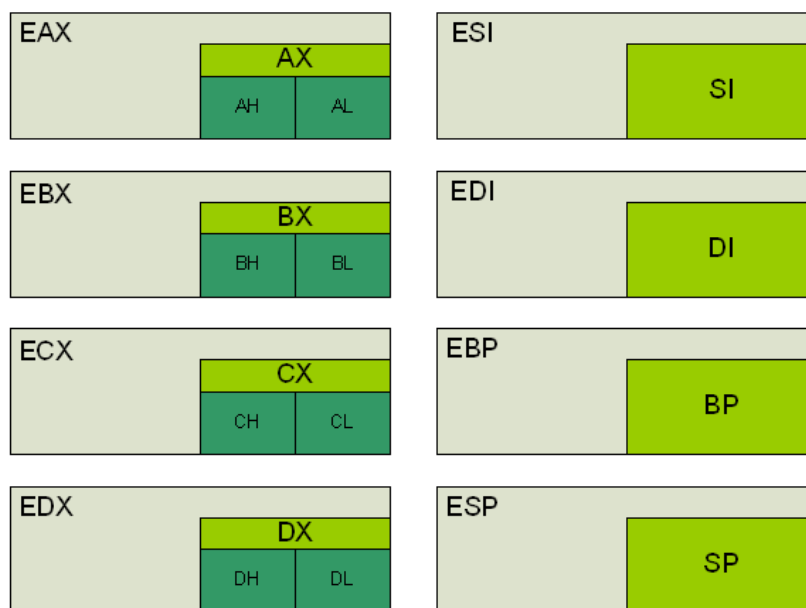 EAX
AX
AH AL
ESI
SI
EBX
BX
BH BL
EDI
DI
ECX
CX
CH CL
EBP
BP
EDX
DX
DH DL
ESP
SP